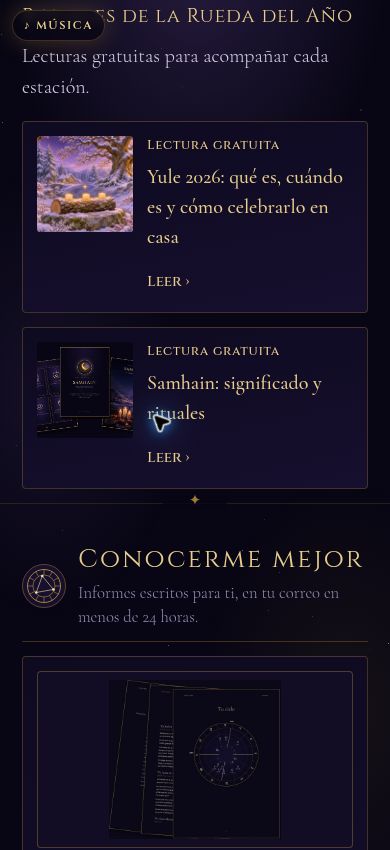 ♪ MÚSICA
DE LA RUEDA DEL AÑO
Lecturas gratuitas para acompañar cada
estación.
LECTURA GRATUITA
Yule 2026: qué es, cuándo
es y cómo celebrarlo en
casa
LEER ›
LECTURA GRATUITA
Samhain: significado y
rituales
LEER ›
CONOCERME MEJOR
Informes escritos para ti, en tu correo en
menos de 24 horas.